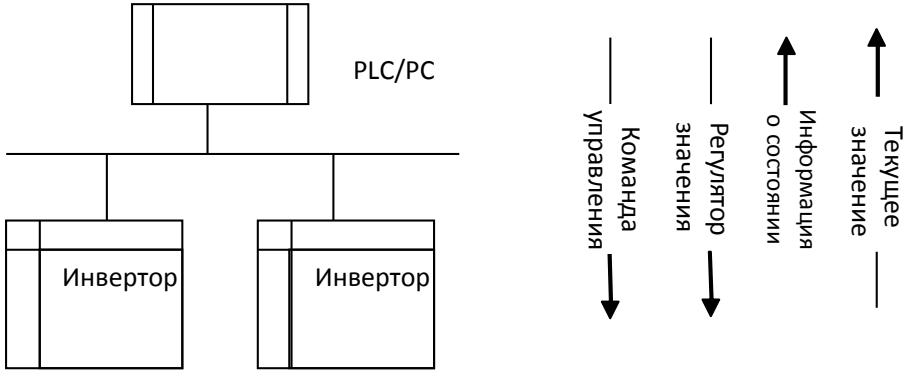 PLC/PC
Инвертор
Инвертор
Команда
управления
Регулятор
значения
Информация
о состоянии
Текущее
значение